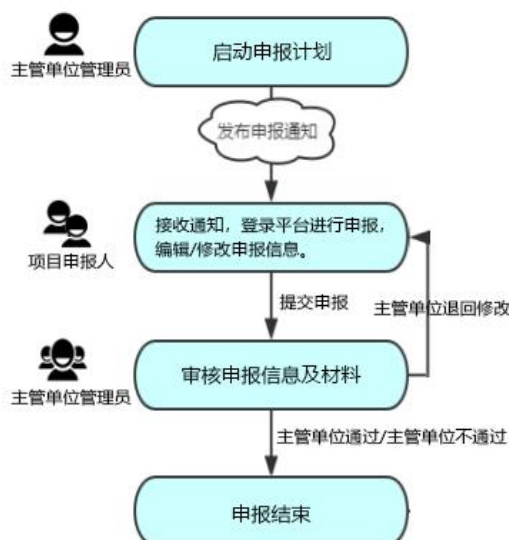 启动申报计划
主管单位管理员
发布申报通知
接收通知，登录平台进行申报，
编辑/修改申报信息。
项目申报人
提交申报
主管单位退回修改
审核申报信息及材料
主管单位管理员
主管单位通过/主管单位不通过
申报结束